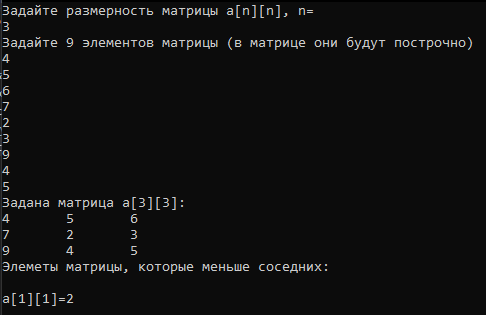 Задайте размерность матрицы a[n][n], n=
3
Задайте 9 элементов матрицы (в матрице они будут построчно)
4
5
6
7
2
3
9
4
5
Задана матрица a[3][3]:
4 5 6
7 2 3
9 4 5
Элеметы матрицы, которые меньше соседних:
a[1][1]=2